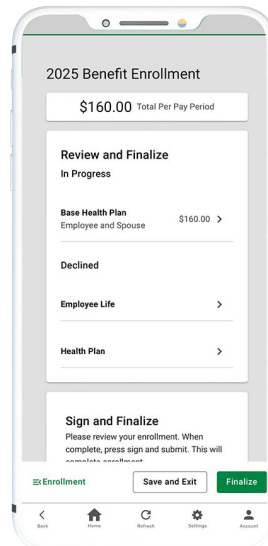 2025 Benefit Enrollment
$160.00 Total Per Pay Period
Review and Finalize
In Progress
Base Health Plan
Employee and Spouse
$160.00
Declined
Employee Life
Health Plan
Sign and Finalize
Please review your enrollment. When
complete, press sign and submit. This will
complete enrollment
Enrollment
Save and Exit
Finalize
Back
Home
Refresh
Settings
Account